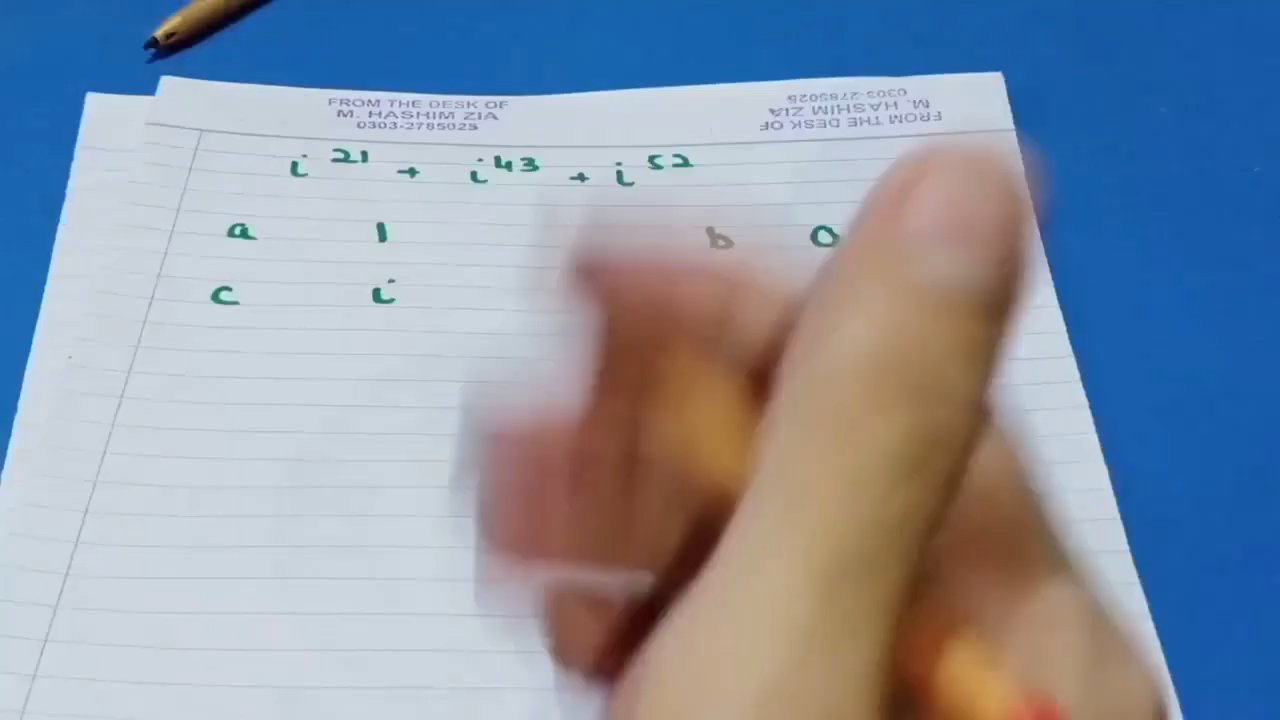 FROM THE DESK OF
M. HASHIM ZIA
0303-2785025
FROM THE DESK OF
M. HASHIM ZIA
0303-2785025
i²¹ + i⁴³ + i⁵²
a 1 b 0
c i